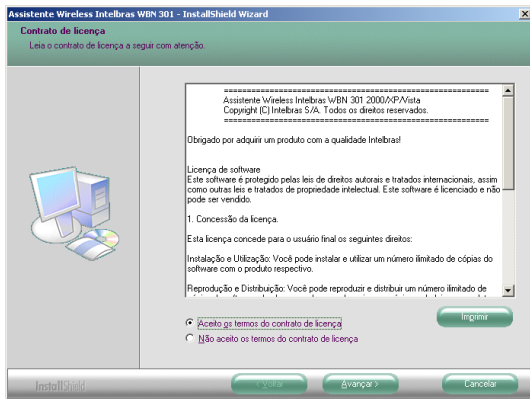 Assistente Wireless Intelbras WBN 301 - InstallShield Wizard
Contrato de licença
Leia o contrato de licença a seguir com atenção.
================================================
Assistente Wireless Intelbras WBN 301 2000/XP/Vista
Copyright (C) Intelbras S/A. Todos os direitos reservados.
================================================
Obrigado por adquirir um produto com a qualidade Intelbras!
Licença de software
Este software é protegido pelas leis de direitos autorais e tratados internacionais, assim
como outras leis e tratados de propriedade intelectual. Este software é licenciado e não
pode ser vendido.
1. Concessão da licença.
Esta licença concede para o usuário final os seguintes direitos:
Instalação e Utilização: Você pode instalar e utilizar um número ilimitado de cópias do
software com o produto respectivo.
Reprodução e Distribuição: Você pode reproduzir e distribuir um número ilimitado de
Imprimir
Aceito os termos do contrato de licença
Não aceito os termos do contrato de licença
InstallShield
< Voltar
Avançar >
Cancelar